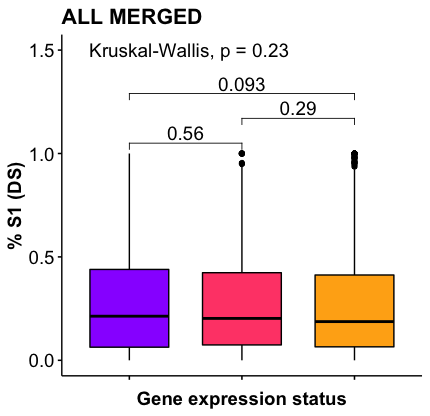 ALL MERGED
1.5
Kruskal-Wallis, p = 0.23
0.093
0.29
0.56
1.0
% S1 (DS)
0.5
0.0
Gene expression status